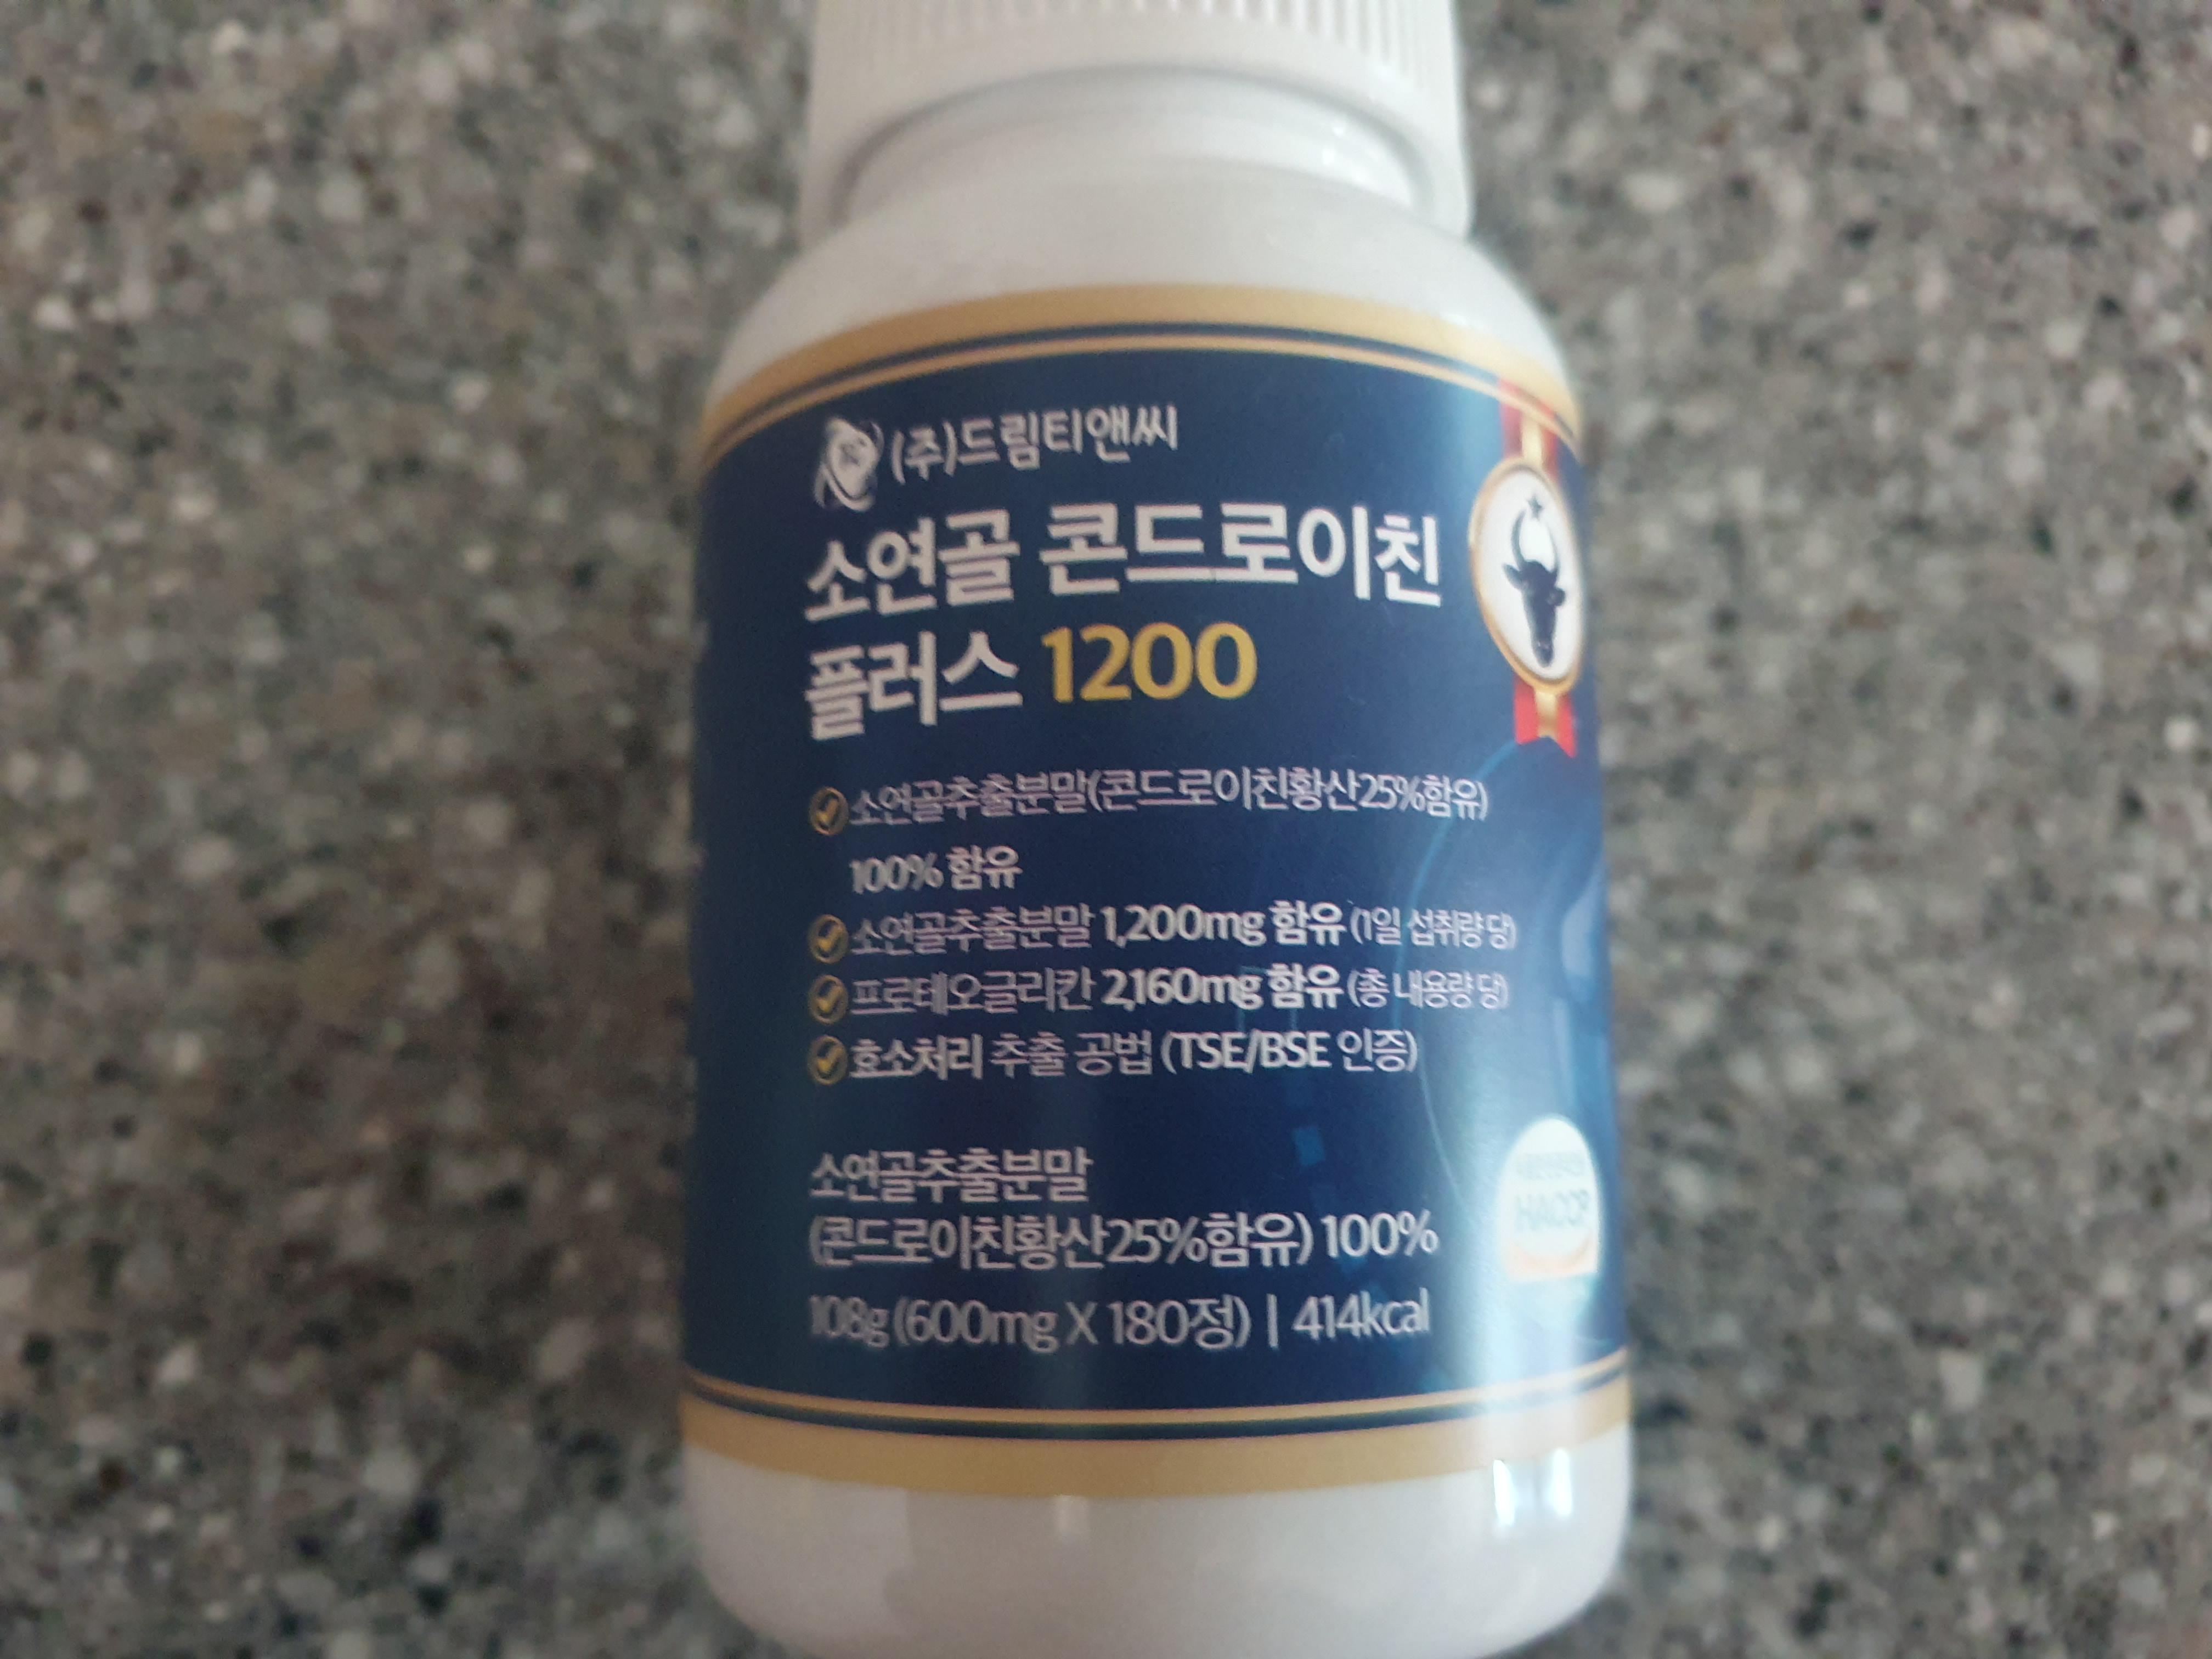 (주)드림티앤씨
소연골 콘드로이친
플러스 1200
소연골추출분말(콘드로이친황산25%함유)
100% 함유
소연골추출분말 1,200mg 함유 (1일 섭취량 당)
프로테오글리칸 2,160mg 함유 (총 내용량 당)
효소처리 추출 공법 (TSE/BSE 인증)
소연골추출분말
(콘드로이친황산25%함유) 100%
108g (600mg X 180정) | 414kcal
HACCP